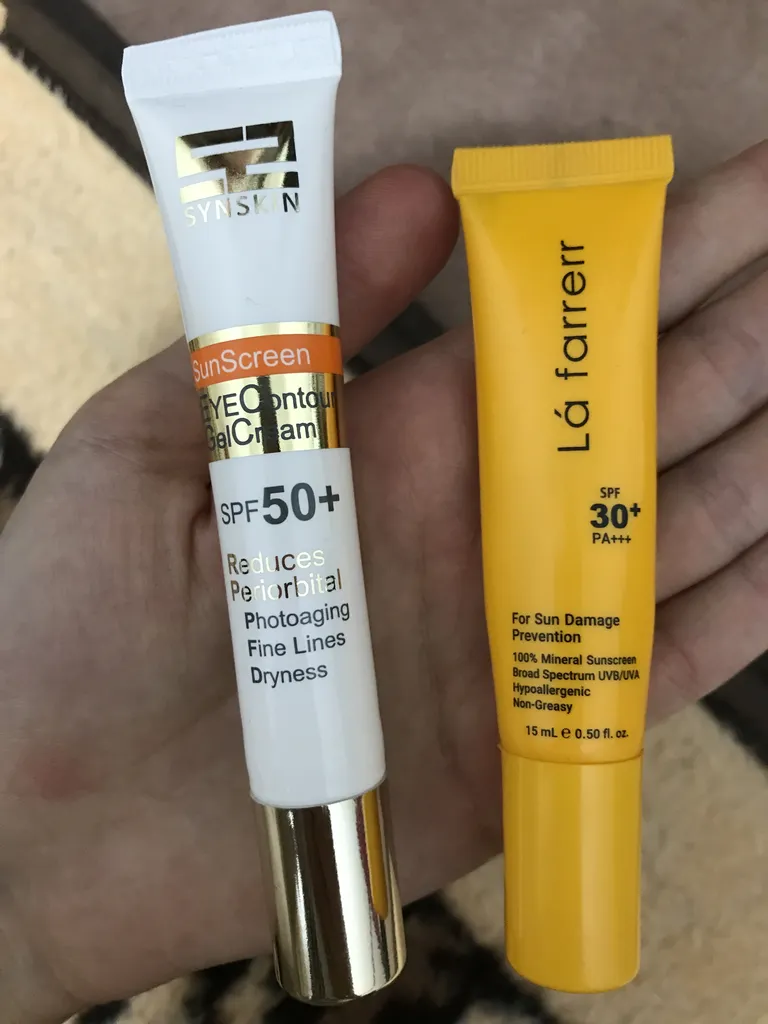 SYNSKIN
SunScreen
EYEContour
GelCream
SPF50+
Reduces
Periorbital
Photoaging
Fine Lines
Dryness
Lá farrerr
SPF
30+
PA+++
For Sun Damage
Prevention
100% Mineral Sunscreen
Broad Spectrum UVB/UVA
Hypoallergenic
Non-Greasy
15 mL e 0.50 fl. oz.